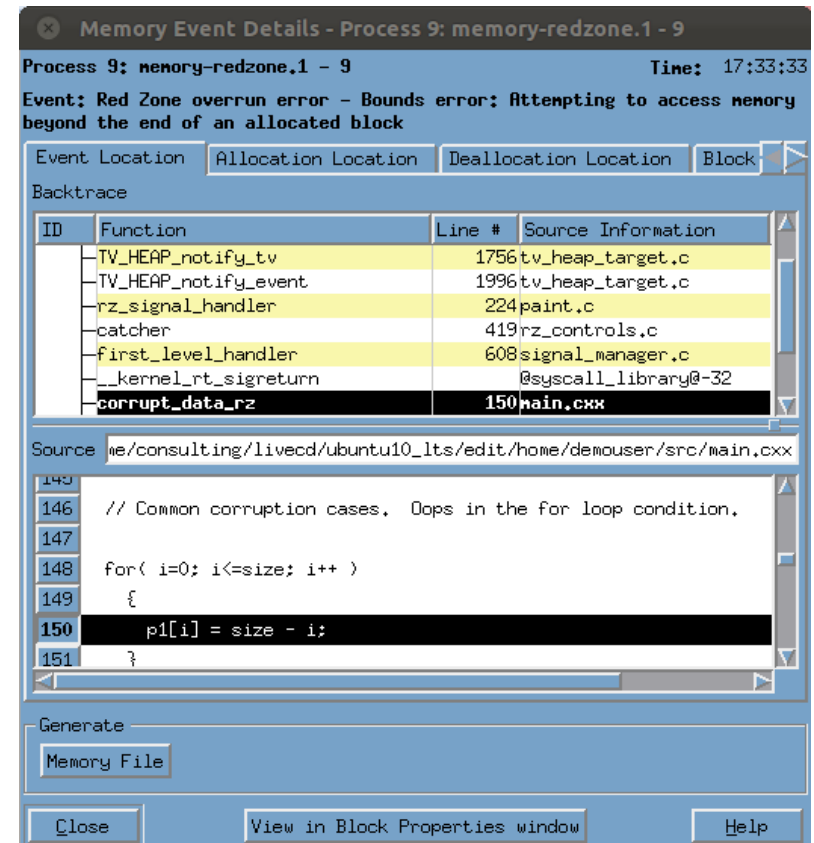 Memory Event Details - Process 9: memory-redzone.1 - 9
Process 9: memory-redzone.1 - 9 Time: 17:33:33
Event: Red Zone overrun error - Bounds error: Attempting to access memory
beyond the end of an allocated block
Event Location Allocation Location Deallocation Location Block
Backtrace
ID Function Line # Source Information
TV_HEAP_notify_tv 1756 tv_heap_target.c
TV_HEAP_notify_event 1996 tv_heap_target.c
rz_signal_handler 224 paint.c
catcher 419 rz_controls.c
first_level_handler 608 signal_manager.c
__kernel_rt_sigreturn @syscall_library@-32
corrupt_data_rz 150 main.cxx
Source me/consulting/livecd/ubuntu10_lts/edit/home/demouser/src/main.cxx
145
146 // Common corruption cases.  Oops in the for loop condition.
147
148 for( i=0; i<=size; i++ )
149 {
150 p1[i] = size - i;
151 }
Generate
Memory File
Close View in Block Properties window Help